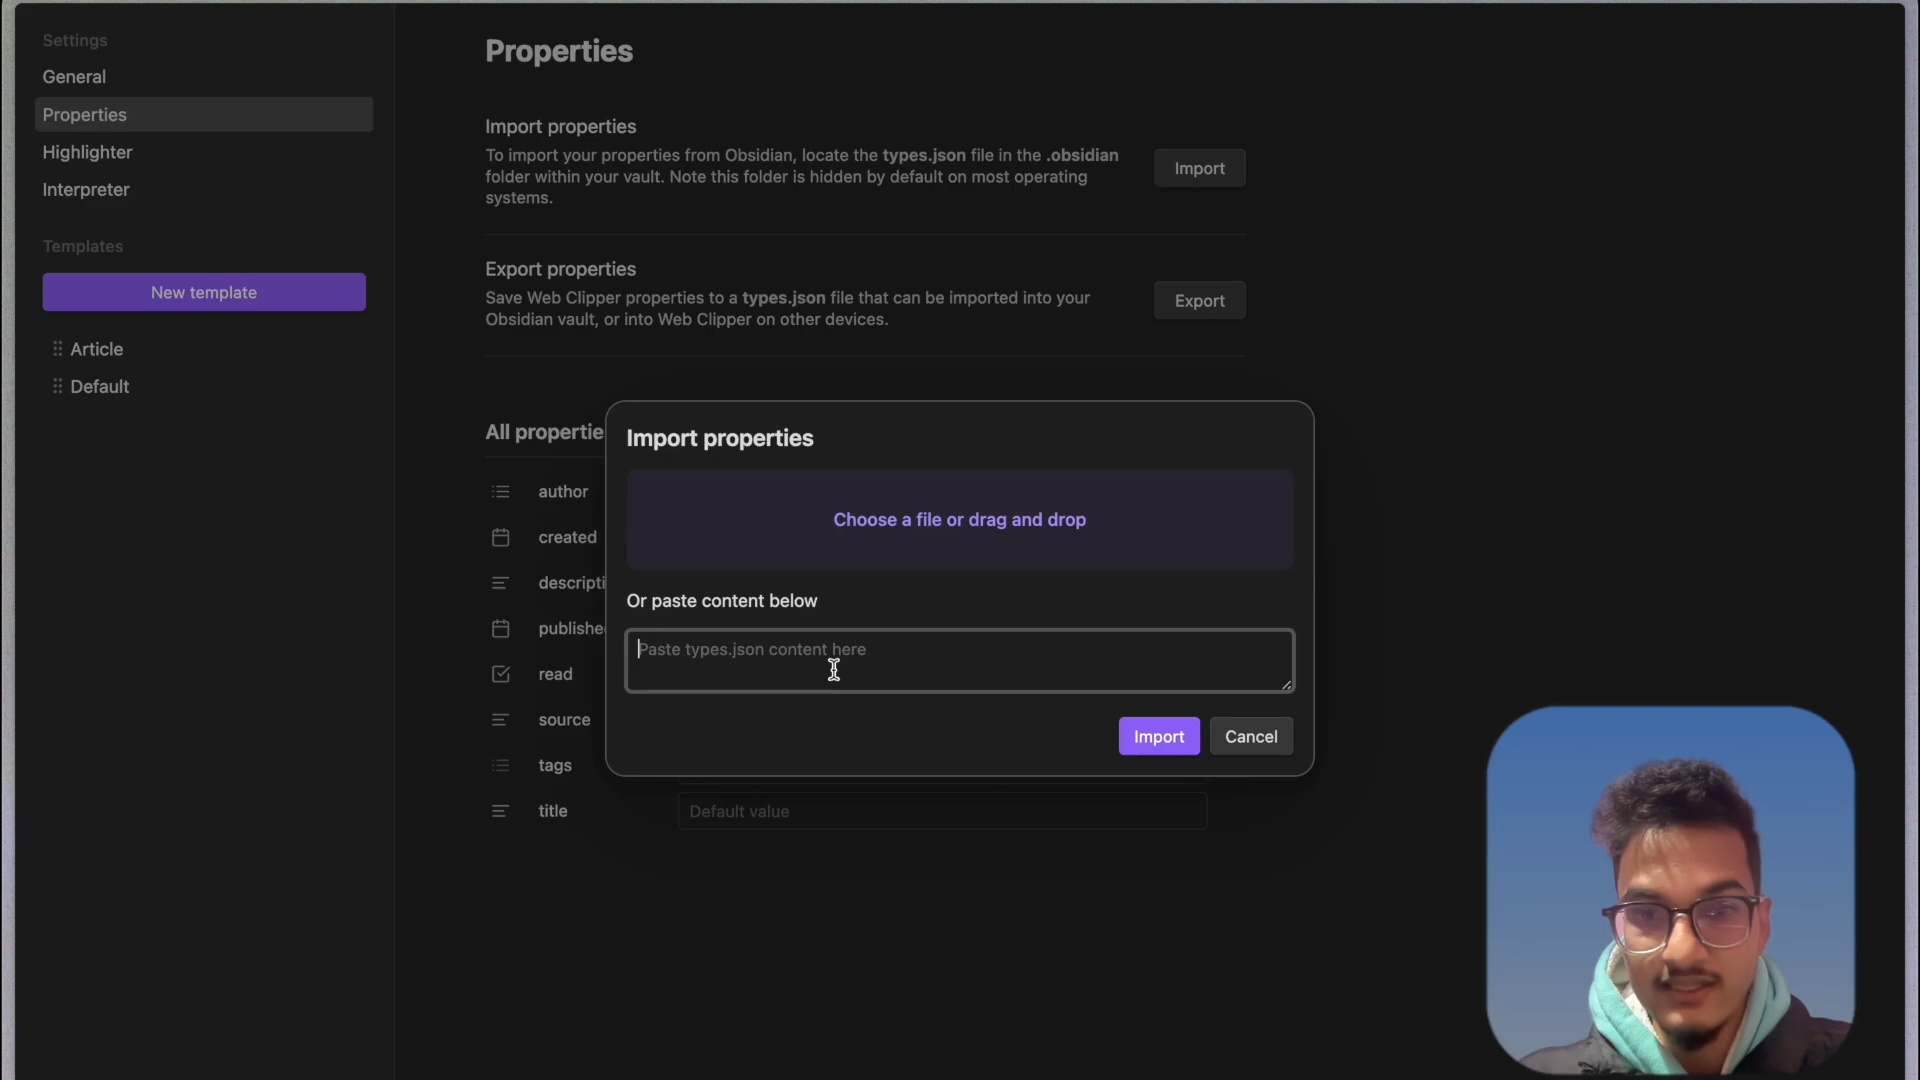 Settings
General
Properties
Highlighter
Interpreter
Templates
New template
Article
Default
Properties
Import properties
To import your properties from Obsidian, locate the types.json file in the .obsidian
folder within your vault. Note this folder is hidden by default on most operating
systems.
Import
Export properties
Save Web Clipper properties to a types.json file that can be imported into your
Obsidian vault, or into Web Clipper on other devices.
Export
All propertie
author
created
descripti
publishe
read
source
tags
title
Default value
Import properties
Choose a file or drag and drop
Or paste content below
Paste types.json content here
Import
Cancel